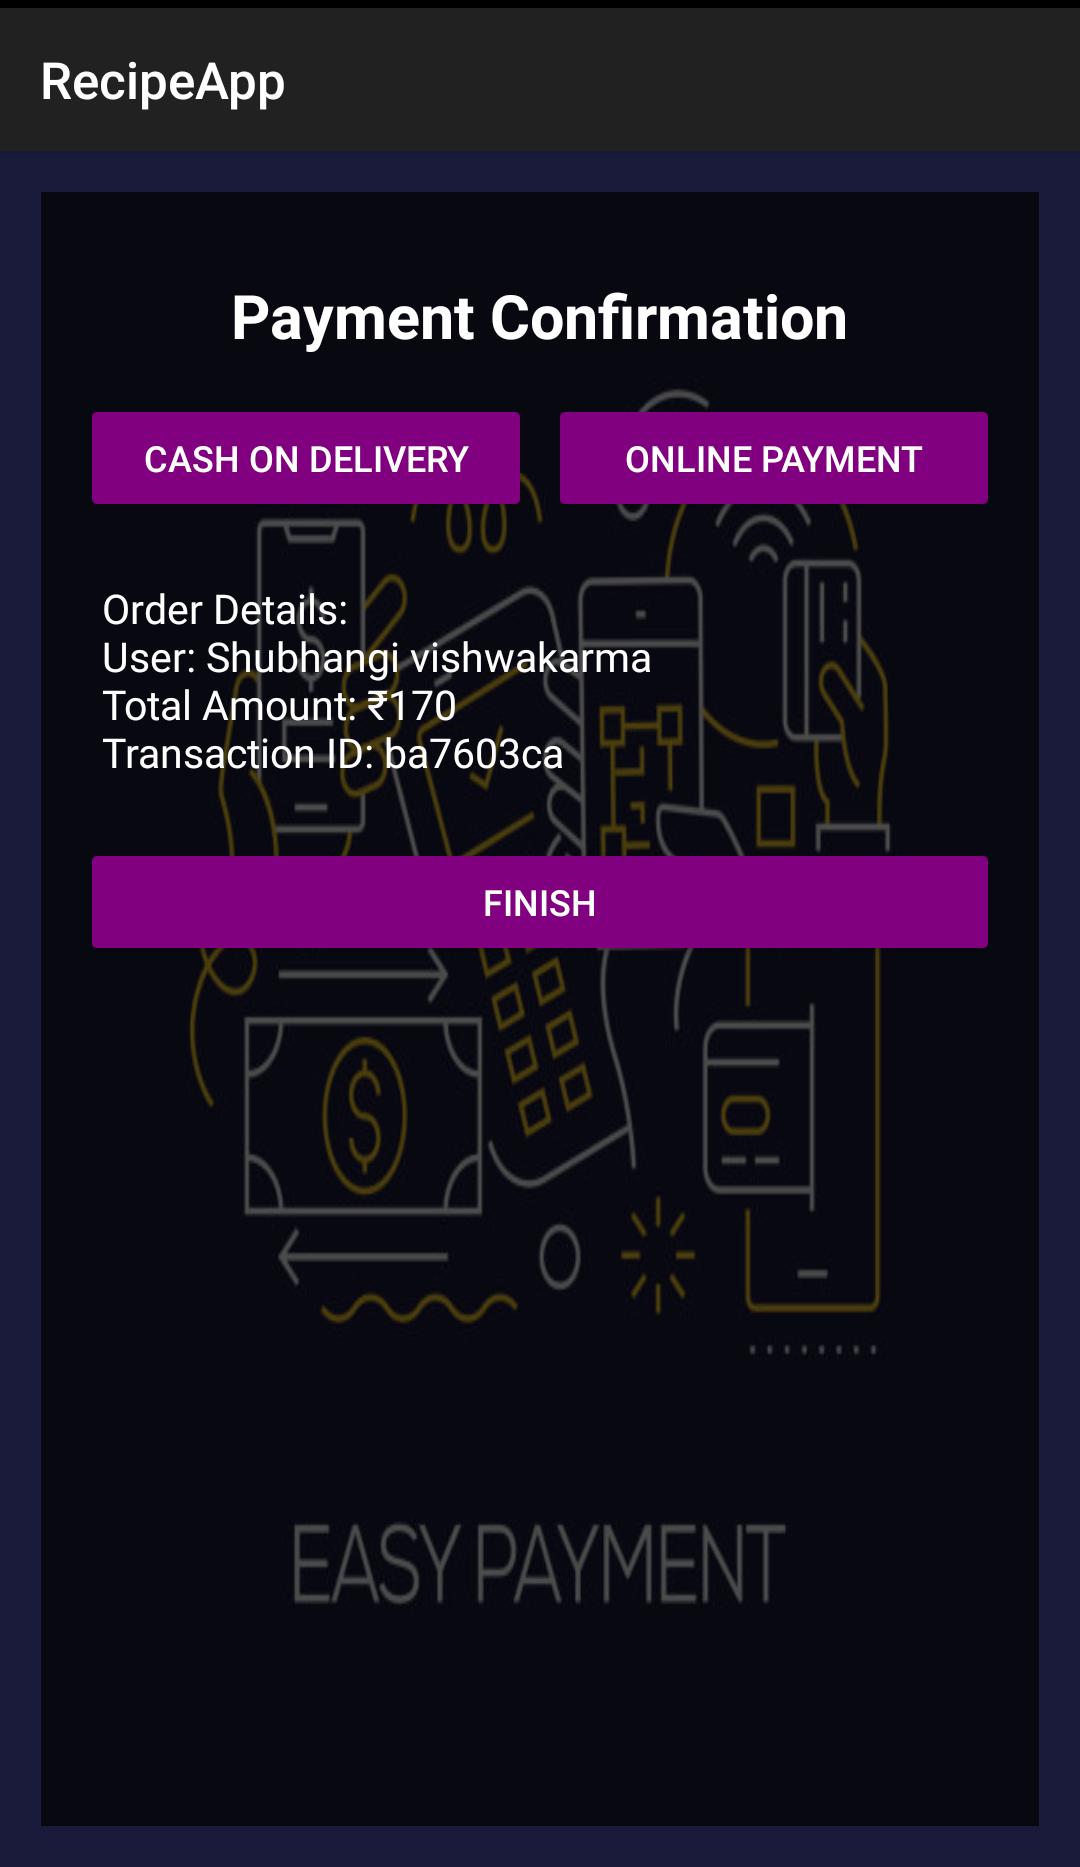 RecipeApp
Payment Confirmation
CASH ON DELIVERY
ONLINE PAYMENT
Order Details:
User: Shubhangi vishwakarma
Total Amount: ₹170
Transaction ID: ba7603ca
FINISH
$
EASY PAYMENT